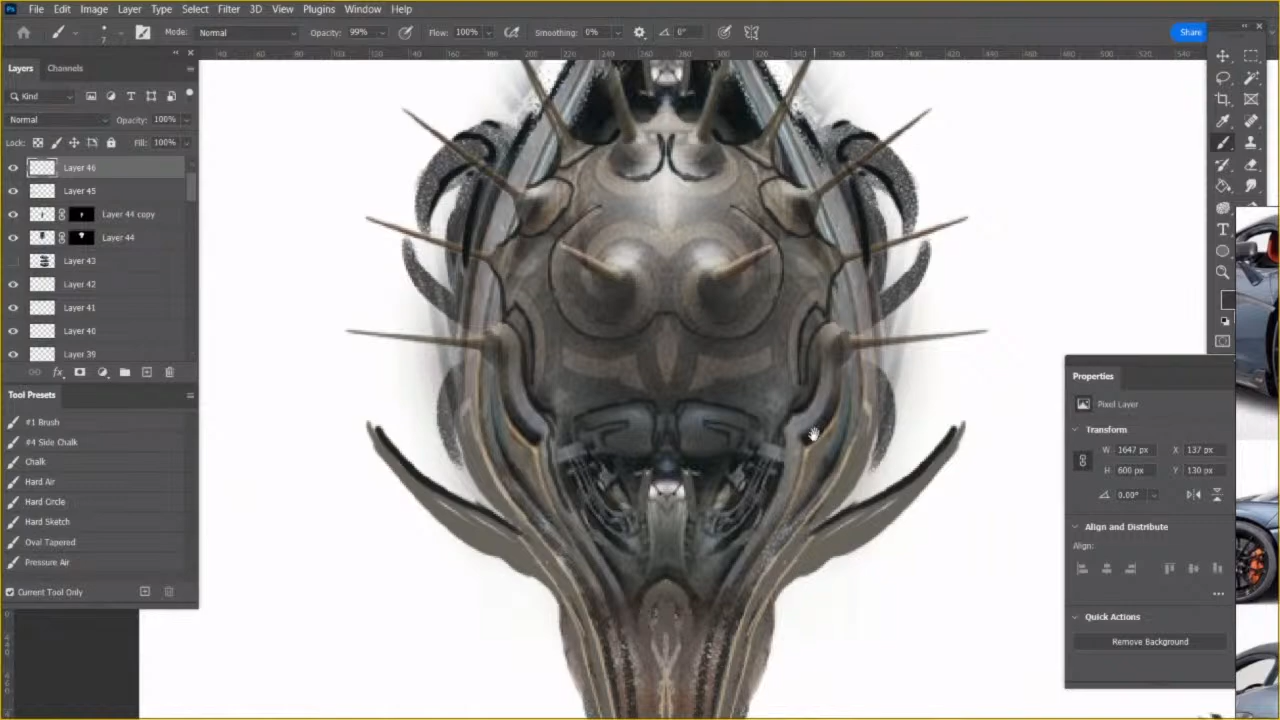 File Edit Image Layer Type Select Filter 3D View Plugins Window Help
7 Mode: Normal Opacity: 99% Flow: 100% Smoothing: 0% 0° Share
Layers Channels
Kind
Normal Opacity: 100%
Lock: Fill: 100%
Layer 46
Layer 45
Layer 44 copy
Layer 44
Layer 43
Layer 42
Layer 41
Layer 40
Layer 39
fx
Tool Presets
#1 Brush
#4 Side Chalk
Chalk
Hard Air
Hard Circle
Hard Sketch
Oval Tapered
Pressure Air
Current Tool Only
Properties
Pixel Layer
Transform
W 1647 px X 137 px
H 600 px Y 130 px
0.00°
Align and Distribute
Align:
Quick Actions
Remove Background